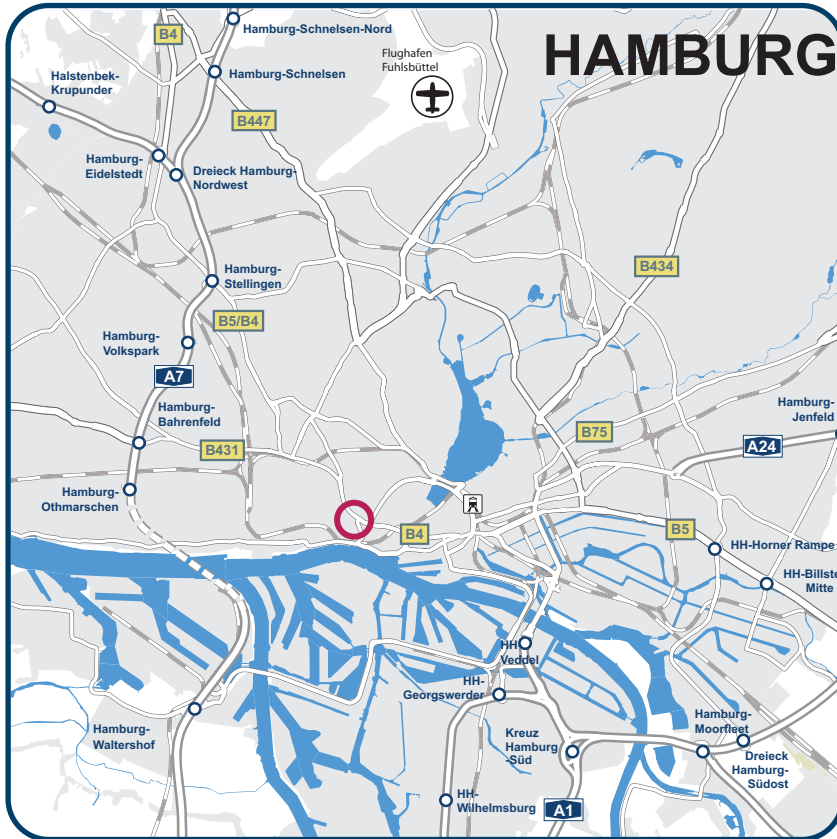 Hamburg-Schnelsen-Nord
B4
HAMBURG
Flughafen
Fuhlsbüttel
Hamburg-Schnelsen
Halstenbek-
Krupunder
B447
Hamburg-
Eidelstedt
Dreieck Hamburg-
Nordwest
B434
Hamburg-
Stellingen
B5/B4
Hamburg-
Volkspark
A7
Hamburg-
Bahrenfeld
Hamburg-
Jenfeld
B75
A24
B431
Hamburg-
Othmarschen
B4
B5
HH-Horner Rampe
HH-Billste
Mitte
HH
Veddel
HH-
Georgswerder
Hamburg-
Waltershof
Kreuz
Hamburg
-Süd
Hamburg-
Moorfleet
Dreieck
Hamburg-
Südost
HH-
Wilhelmsburg
A1